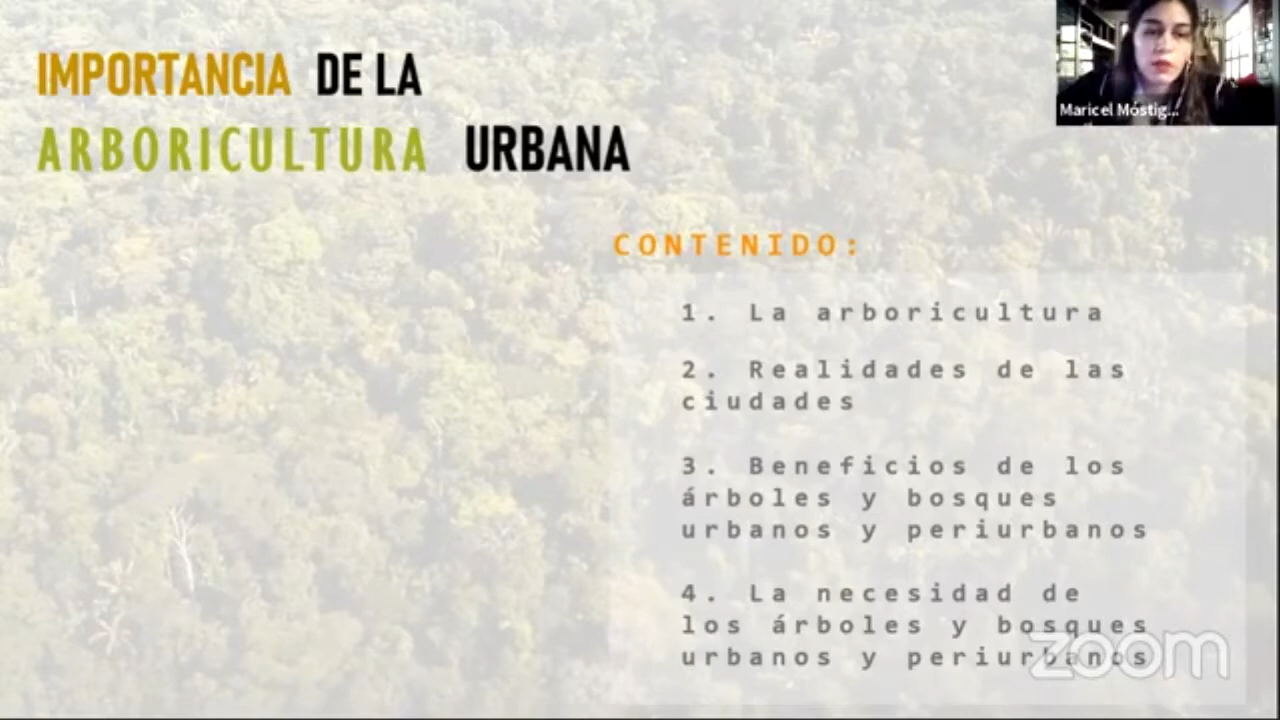 IMPORTANCIA DE LA
ARBORICULTURA URBANA
Maricel Móstig...
CONTENIDO:
1. La arboricultura
2. Realidades de las
ciudades
3. Beneficios de los
árboles y bosques
urbanos y periurbanos
4. La necesidad de
los árboles y bosques
urbanos y periurbanos
zoom